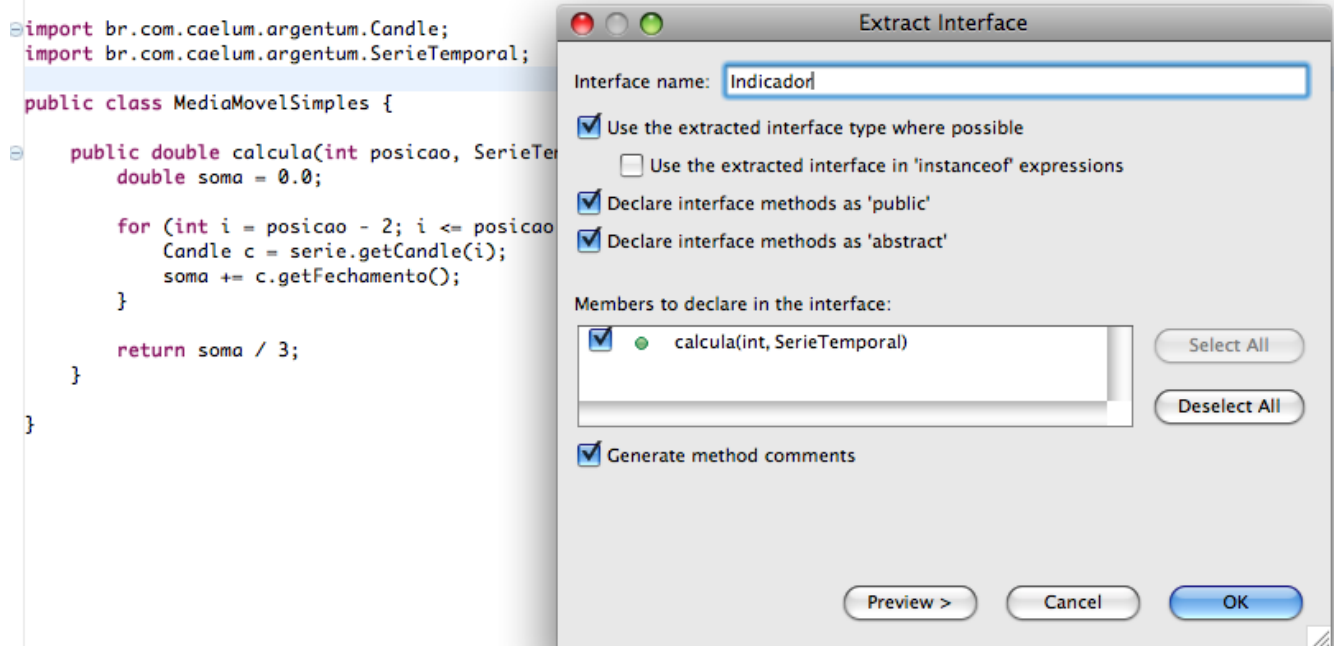 import br.com.caelum.argentum.Candle;
import br.com.caelum.argentum.SerieTemporal;
public class MediaMovelSimples {
public double calcula(int posicao, SerieTem
double soma = 0.0;
for (int i = posicao - 2; i <= posicao
Candle c = serie.getCandle(i);
soma += c.getFechamento();
}
return soma / 3;
}
}
Extract Interface
Interface name: Indicador
Use the extracted interface type where possible
Use the extracted interface in 'instanceof' expressions
Declare interface methods as 'public'
Declare interface methods as 'abstract'
Members to declare in the interface:
calcula(int, SerieTemporal)
Select All
Deselect All
Generate method comments
Preview >
Cancel
OK